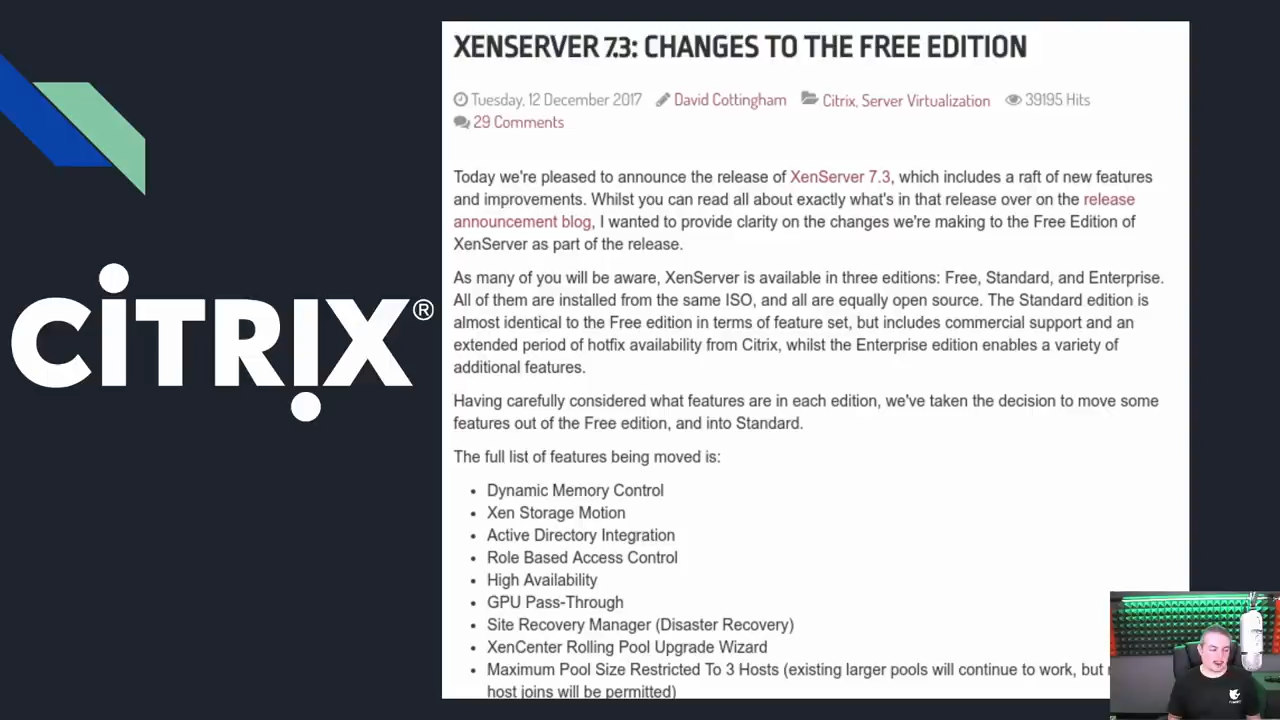 XENSERVER 7.3: CHANGES TO THE FREE EDITION
Tuesday, 12 December 2017 David Cottingham Citrix, Server Virtualization 39195 Hits
29 Comments
Today we're pleased to announce the release of XenServer 7.3, which includes a raft of new features
and improvements. Whilst you can read all about exactly what's in that release over on the release
announcement blog, I wanted to provide clarity on the changes we're making to the Free Edition of
XenServer as part of the release.
As many of you will be aware, XenServer is available in three editions: Free, Standard, and Enterprise.
All of them are installed from the same ISO, and all are equally open source. The Standard edition is
almost identical to the Free edition in terms of feature set, but includes commercial support and an
extended period of hotfix availability from Citrix, whilst the Enterprise edition enables a variety of
additional features.
CİTRIX®
Having carefully considered what features are in each edition, we've taken the decision to move some
features out of the Free edition, and into Standard.
The full list of features being moved is:
• Dynamic Memory Control
• Xen Storage Motion
• Active Directory Integration
• Role Based Access Control
• High Availability
• GPU Pass-Through
• Site Recovery Manager (Disaster Recovery)
• XenCenter Rolling Pool Upgrade Wizard
• Maximum Pool Size Restricted To 3 Hosts (existing larger pools will continue to work, but
host joins will be permitted)